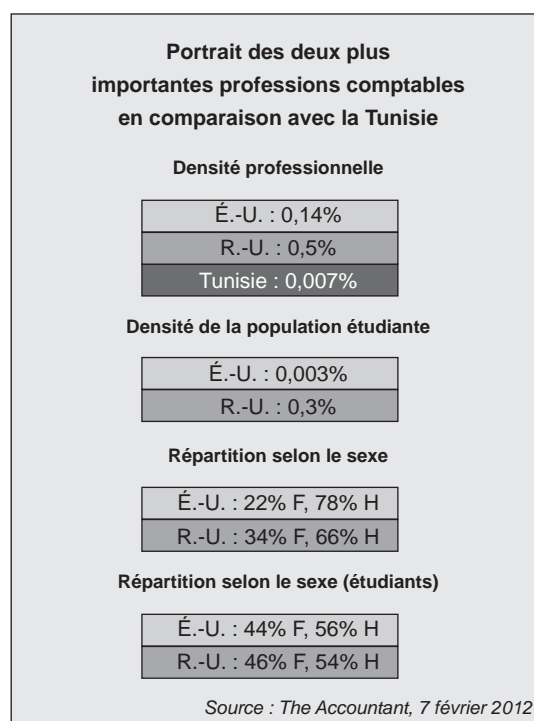 Portrait des deux plus
importantes professions comptables
en comparaison avec la Tunisie
Densité professionnelle
É.-U. : 0,14%
R.-U. : 0,5%
Tunisie : 0,007%
Densité de la population étudiante
É.-U. : 0,003%
R.-U. : 0,3%
Répartition selon le sexe
É.-U. : 22% F, 78% H
R.-U. : 34% F, 66% H
Répartition selon le sexe (étudiants)
É.-U. : 44% F, 56% H
R.-U. : 46% F, 54% H
Source : The Accountant, 7 février 2012